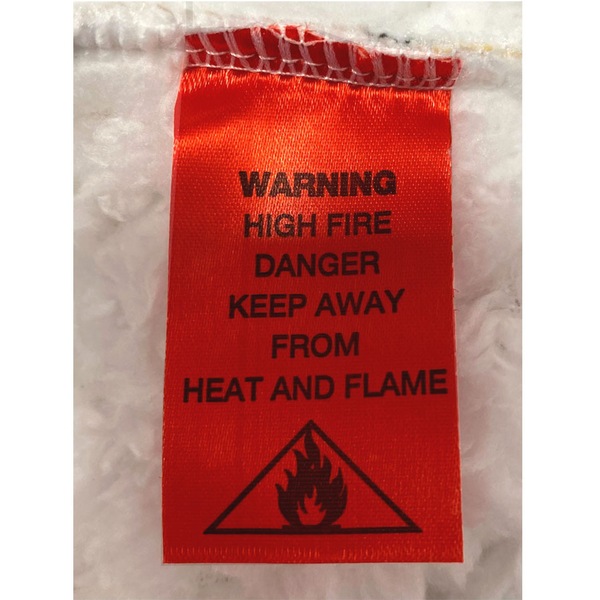 WARNING
HIGH FIRE
DANGER
KEEP AWAY
FROM
HEAT AND FLAME